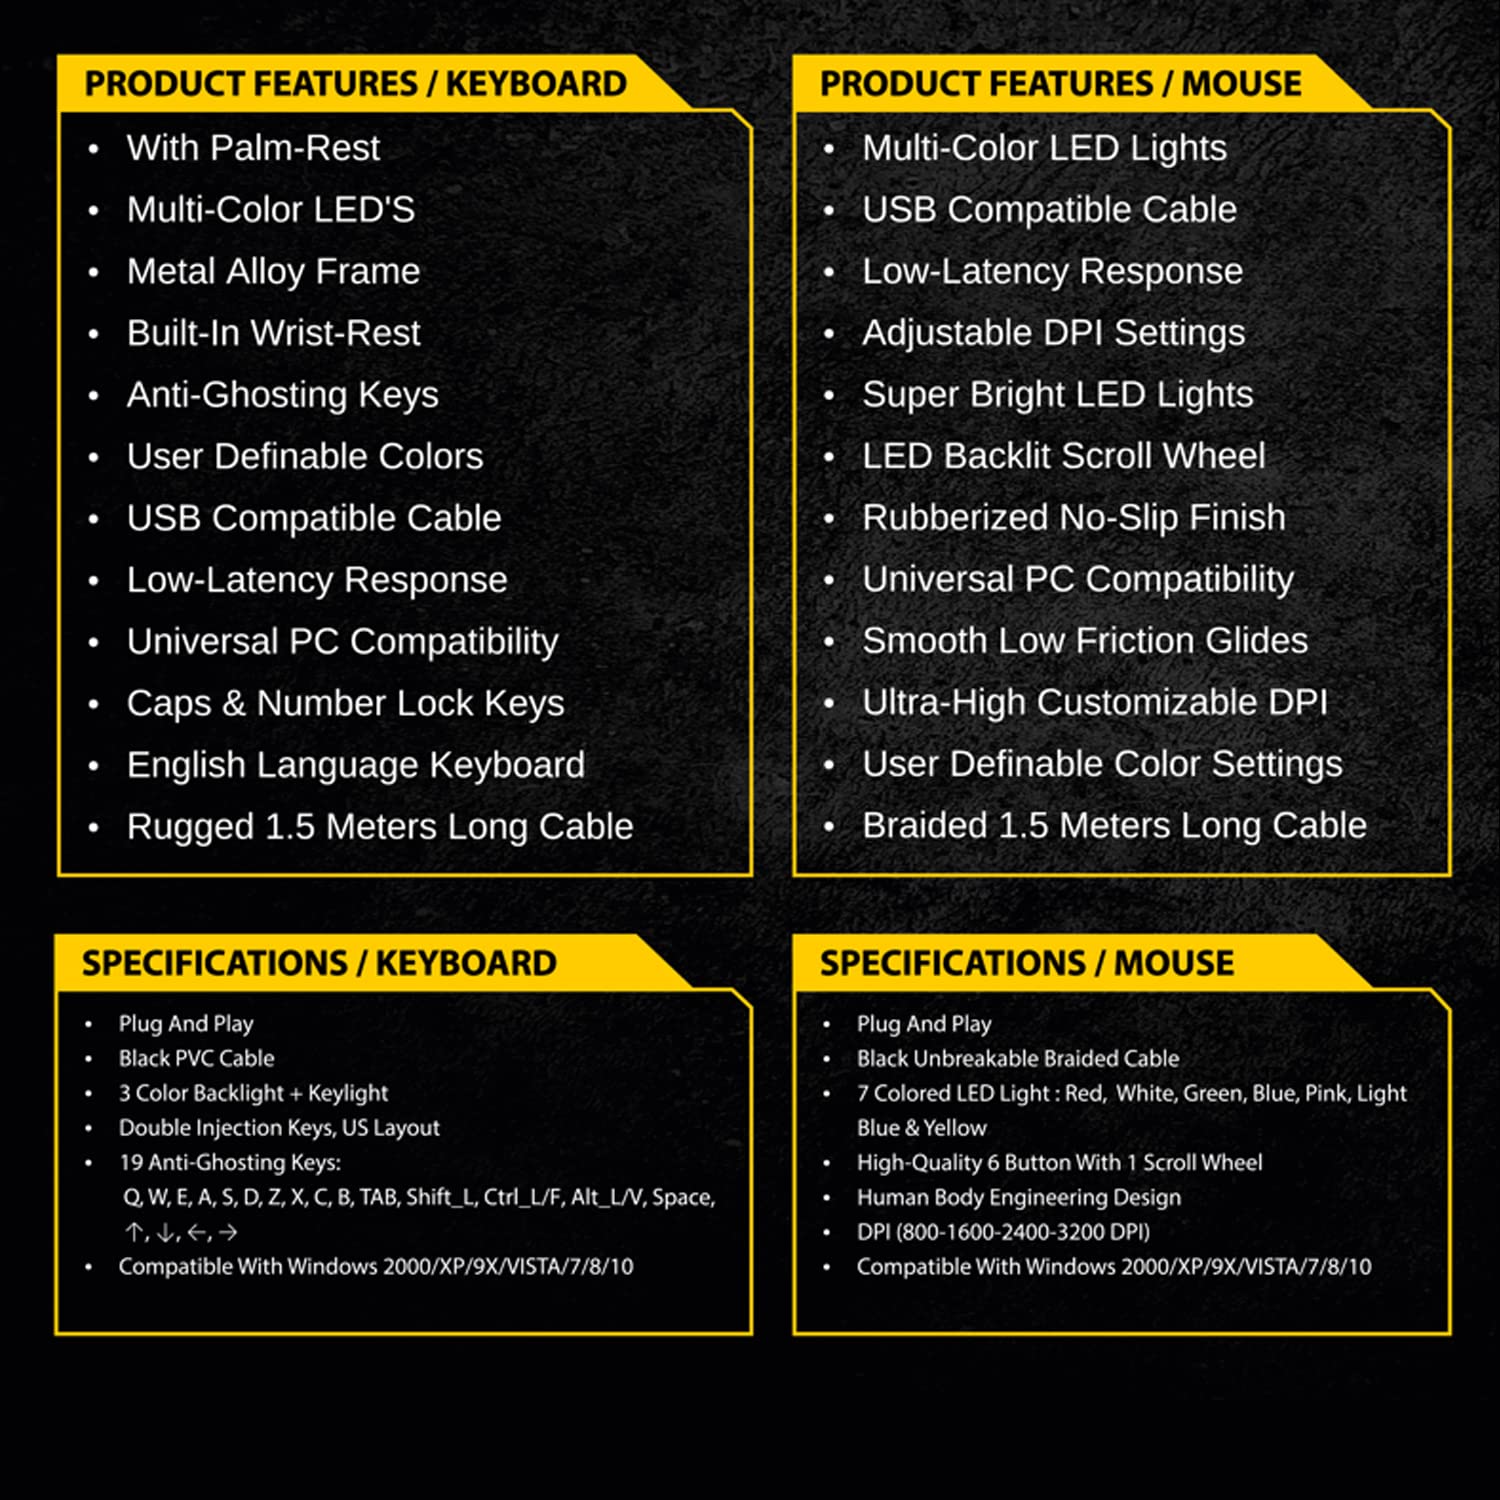 PRODUCT FEATURES / KEYBOARD
• With Palm-Rest
• Multi-Color LED'S
• Metal Alloy Frame
• Built-In Wrist-Rest
• Anti-Ghosting Keys
• User Definable Colors
• USB Compatible Cable
• Low-Latency Response
• Universal PC Compatibility
• Caps & Number Lock Keys
• English Language Keyboard
• Rugged 1.5 Meters Long Cable
PRODUCT FEATURES / MOUSE
• Multi-Color LED Lights
• USB Compatible Cable
• Low-Latency Response
• Adjustable DPI Settings
• Super Bright LED Lights
• LED Backlit Scroll Wheel
• Rubberized No-Slip Finish
• Universal PC Compatibility
• Smooth Low Friction Glides
• Ultra-High Customizable DPI
• User Definable Color Settings
• Braided 1.5 Meters Long Cable
SPECIFICATIONS / KEYBOARD
• Plug And Play
• Black PVC Cable
• 3 Color Backlight + Keylight
• Double Injection Keys, US Layout
• 19 Anti-Ghosting Keys:
Q, W, E, A, S, D, Z, X, C, B, TAB, Shift_L, Ctrl_L/F, Alt_L/V, Space,
↑, ↓, ←, →
• Compatible With Windows 2000/XP/9X/VISTA/7/8/10
SPECIFICATIONS / MOUSE
• Plug And Play
• Black Unbreakable Braided Cable
• 7 Colored LED Light : Red, White, Green, Blue, Pink, Light
Blue & Yellow
• High-Quality 6 Button With 1 Scroll Wheel
• Human Body Engineering Design
• DPI (800-1600-2400-3200 DPI)
• Compatible With Windows 2000/XP/9X/VISTA/7/8/10